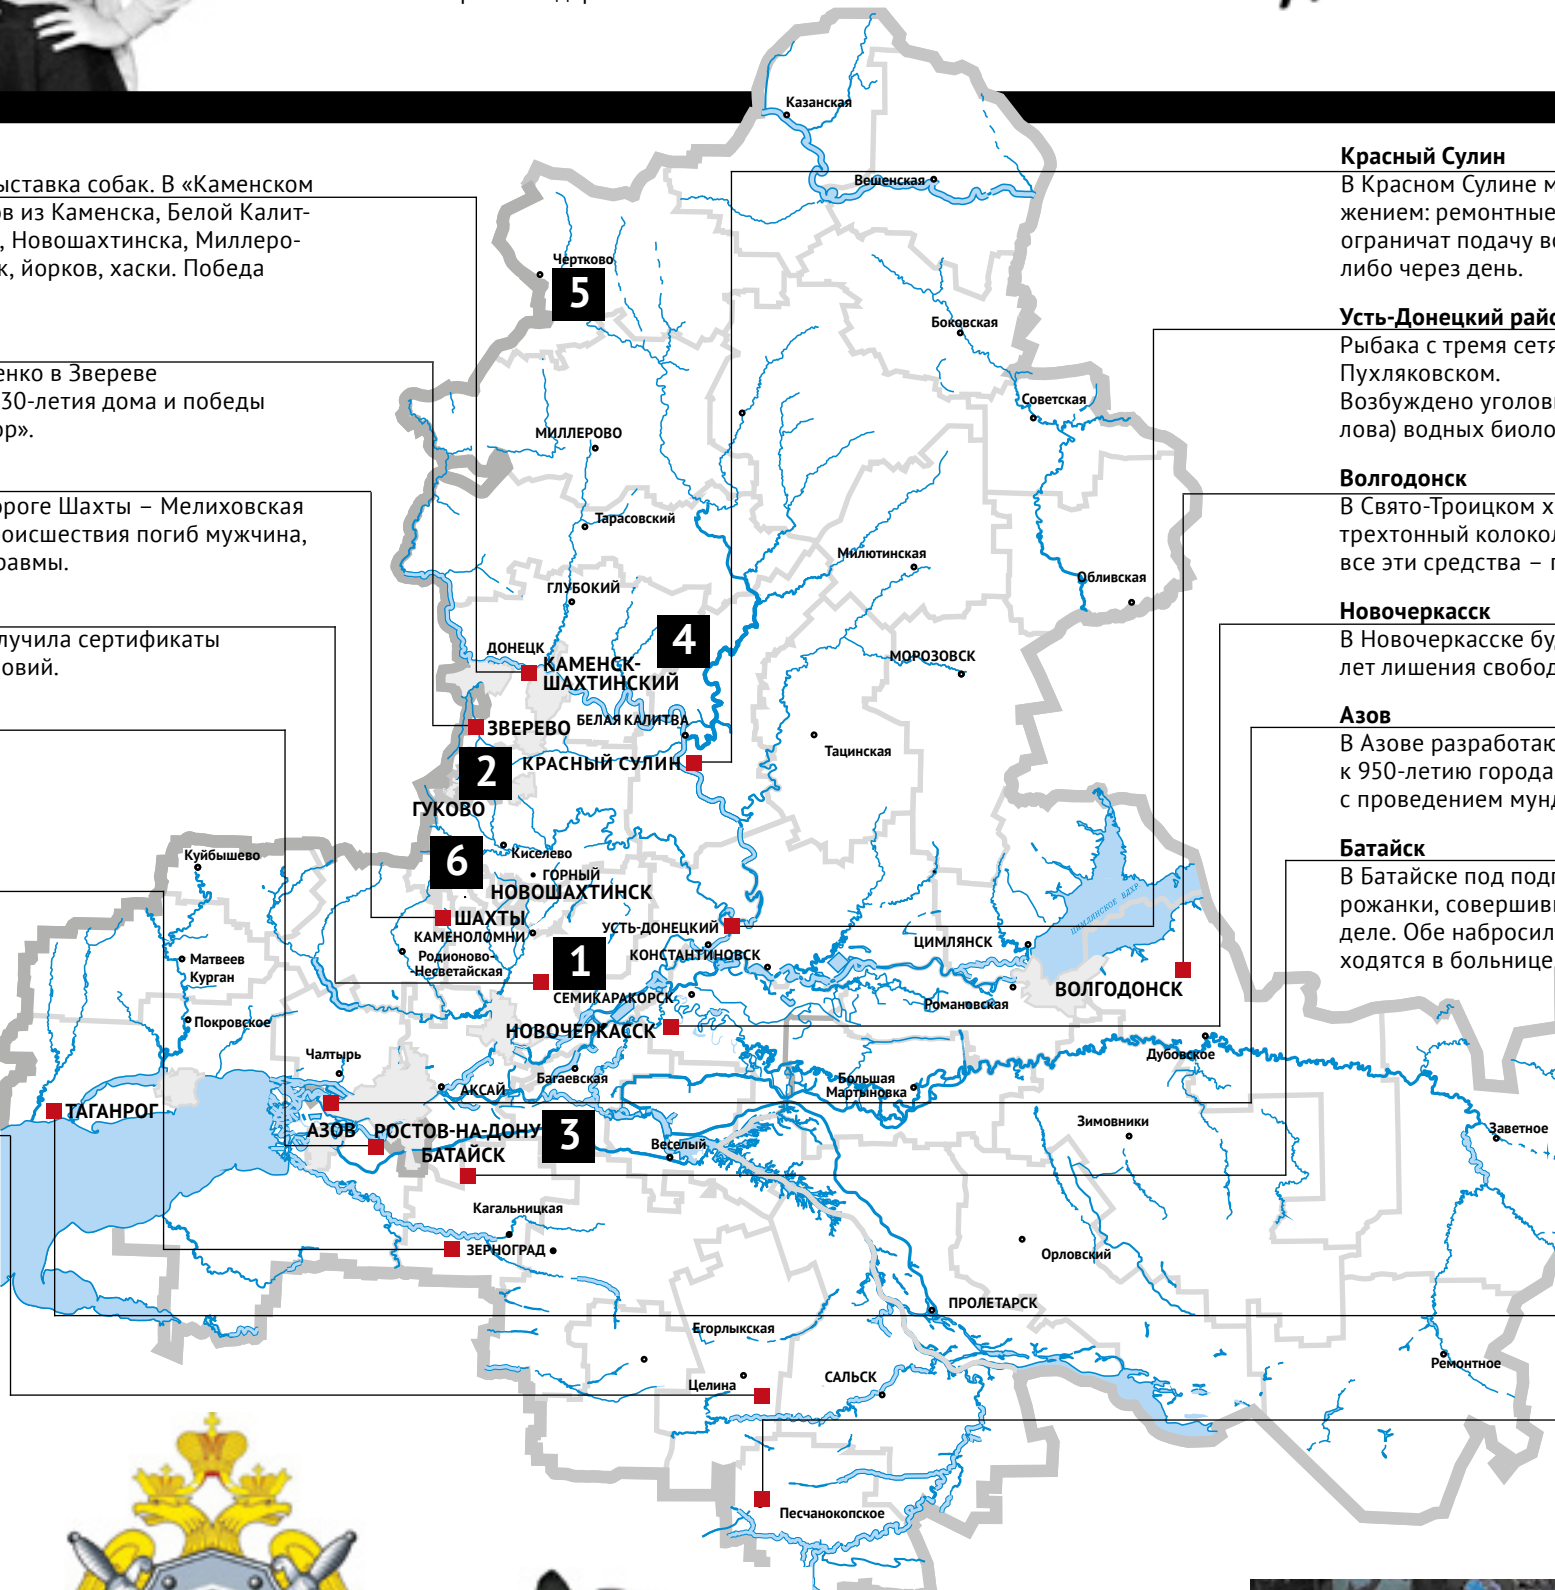 ыставка собак. В «Каменском
ов из Каменска, Белой Калит-
, Новошахтинска, Миллеро-
к, йорков, хаски. Победа
енко в Звереве
30-летия дома и победы
ор».
ороге Шахты – Мелиховская
оисшествия погиб мужчина,
равмы.
лучила сертификаты
овий.
Казанская
Вешенская
Чертково
5
Боковская
Советская
МИЛЛЕРОВО
Тарасовский
Милютинская
Обливская
ГЛУБОКИЙ
4
ДОНЕЦК
КАМЕНСК-
ШАХТИНСКИЙ
МОРОЗОВСК
ЗВЕРЕВО
БЕЛАЯ КАЛИТВА
Тацинская
2
КРАСНЫЙ СУЛИН
ГУКОВО
Куйбышево
6
Киселево
ГОРНЫЙ
НОВОШАХТИНСК
ШАХТЫ
КАМЕНОЛОМНИ
УСТЬ-ДОНЕЦКИЙ
ЦИМЛЯНСКОЕ ВДХР.
ЦИМЛЯНСК
Родионово-
-Несветайская
1
КОНСТАНТИНОВСК
Матвеев
Курган
СЕМИКАРАКОРСК
Романовская
ВОЛГОДОНСК
Покровское
НОВОЧЕРКАССК
Чалтырь
Дубовское
АКСАЙ
Багаевская
Большая
Мартыновка
ТАГАНРОГ
АЗОВ
РОСТОВ-НА-ДОНУ
3
БАТАЙСК
Веселый
Зимовники
Заветное
Кагальницкая
ЗЕРНОГРАД
Орловский
ПРОЛЕТАРСК
Егорлыкская
Ремонтное
Целина
САЛЬСК
Песчанокопское
Красный Сулин
В Красном Сулине м
жением: ремонтные
ограничат подачу во
либо через день.
Усть-Донецкий райо
Рыбака с тремя сетя
Пухляковском.
Возбуждено уголовн
лова) водных биоло
Волгодонск
В Свято-Троицком х
трехтонный колокол
все эти средства – п
Новочеркасск
В Новочеркасске бу
лет лишения свобод
Азов
В Азове разработаю
к 950-летию города
с проведением мунд
Батайск
В Батайске под подп
рожанки, совершивш
деле. Обе набросил
ходятся в больнице,